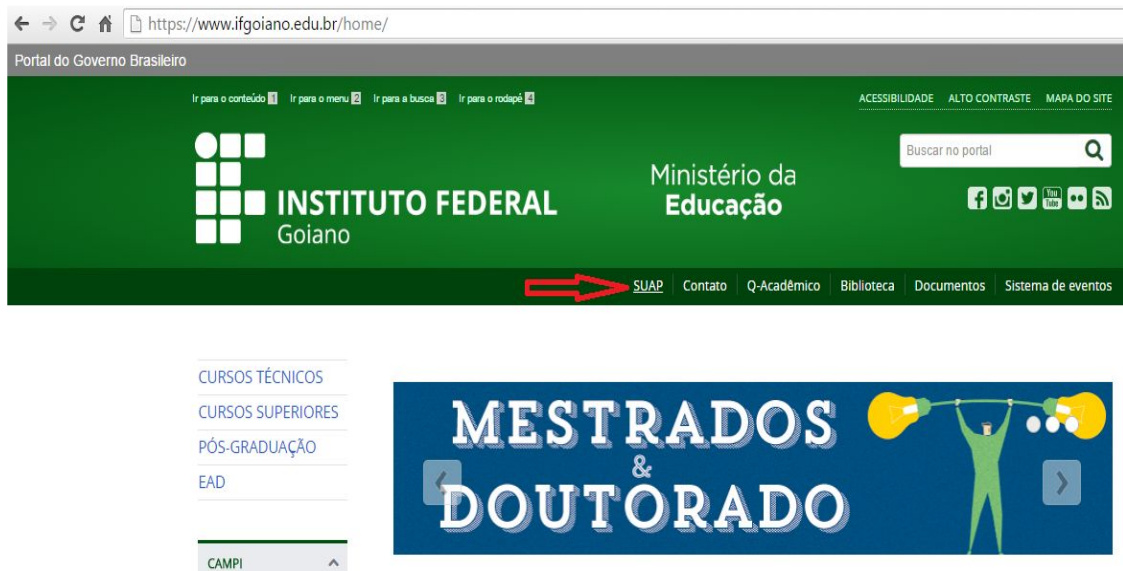 https://www.ifgoiano.edu.br/home/
Portal do Governo Brasileiro
Ir para o conteúdo 1 Ir para o menu 2 Ir para a busca 3 Ir para o rodapé 4
ACESSIBILIDADE ALTO CONTRASTE MAPA DO SITE
Buscar no portal
INSTITUTO FEDERAL
Goiano
Ministério da
Educação
You
Tube
SUAP Contato Q-Acadêmico Biblioteca Documentos Sistema de eventos
CURSOS TÉCNICOS
CURSOS SUPERIORES
PÓS-GRADUAÇÃO
EAD
CAMPI
MESTRADOS
&
DOUTORADO